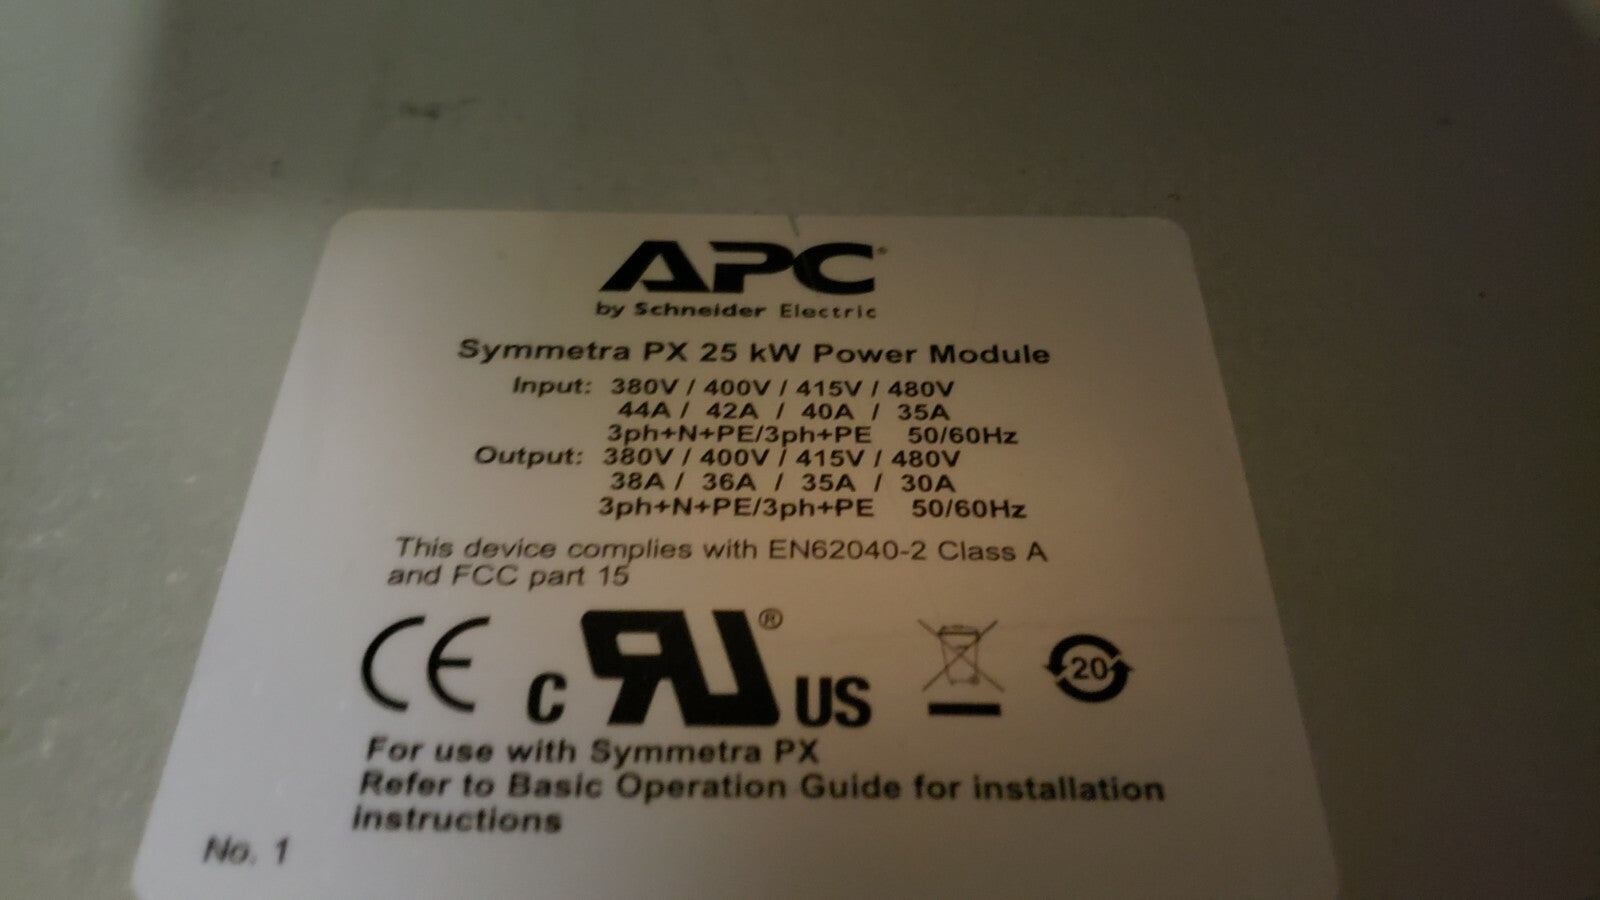 APC®
by Schneider Electric
Symmetra PX 25 kW Power Module
Input: 380V / 400V / 415V / 480V
44A / 42A / 40A / 35A
3ph+N+PE/3ph+PE 50/60Hz
Output: 380V / 400V / 415V / 480V
38A / 36A / 35A / 30A
3ph+N+PE/3ph+PE 50/60Hz
This device complies with EN62040-2 Class A
and FCC part 15
CE c RU® US 20
For use with Symmetra PX
Refer to Basic Operation Guide for installation
instructions
No. 1